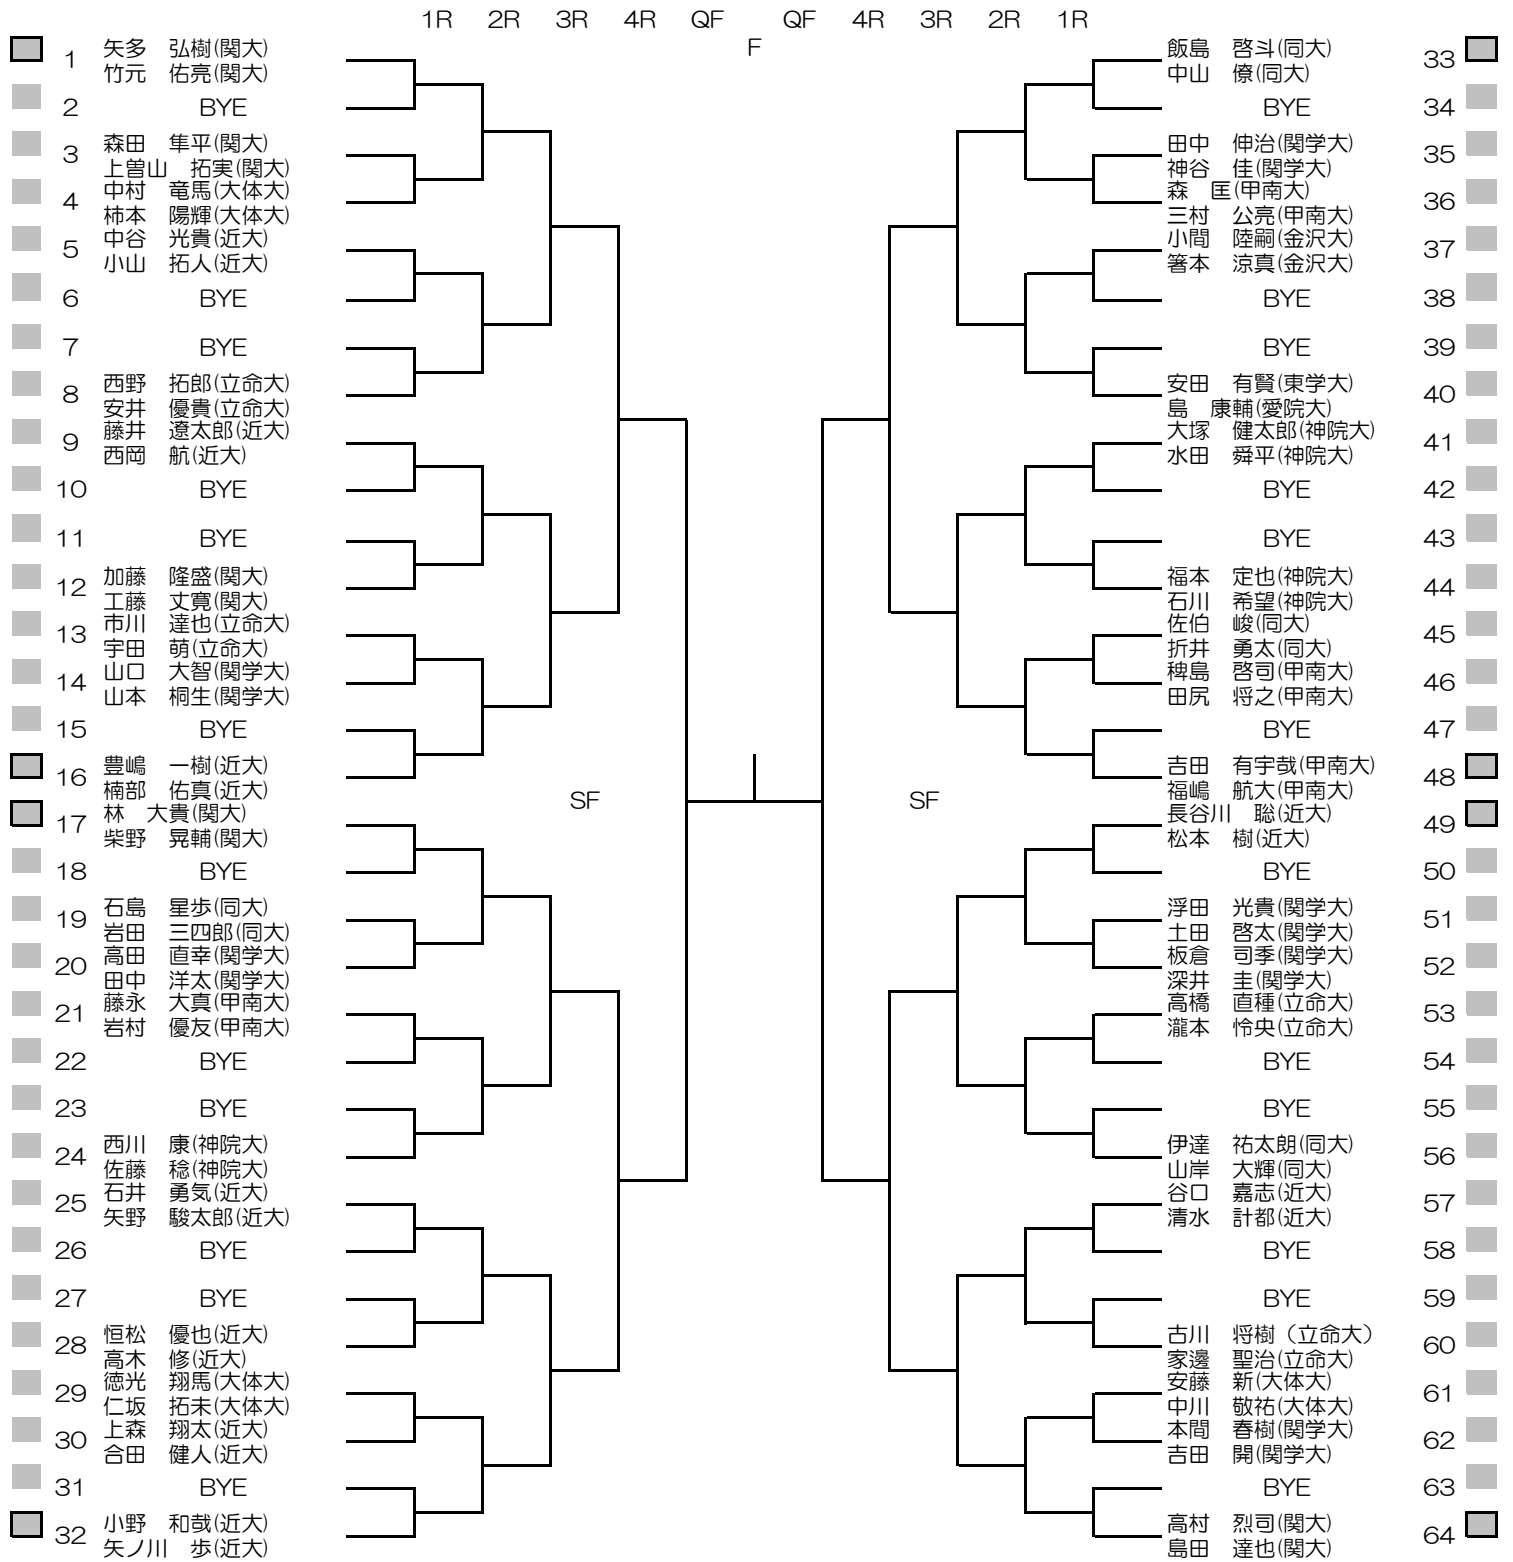 1R 2R 3R 4R QF QF 4R 3R 2R 1R
F
1 矢多　弘樹(関大)
竹元　佑亮(関大)
2 BYE
3 森田　隼平(関大)
上曽山　拓実(関大)
4 中村　竜馬(大体大)
柿本　陽輝(大体大)
5 中谷　光貴(近大)
小山　拓人(近大)
6 BYE
7 BYE
8 西野　拓郎(立命大)
安井　優貴(立命大)
9 藤井　遼太郎(近大)
西岡　航(近大)
10 BYE
11 BYE
12 加藤　隆盛(関大)
工藤　丈寛(関大)
13 市川　達也(立命大)
宇田　萌(立命大)
14 山口　大智(関学大)
山本　桐生(関学大)
15 BYE
16 豊嶋　一樹(近大)
楠部　佑真(近大)
SF
17 林　大貴(関大)
柴野　晃輔(関大)
18 BYE
19 石島　星歩(同大)
岩田　三四郎(同大)
20 高田　直幸(関学大)
田中　洋太(関学大)
21 藤永　大真(甲南大)
岩村　優友(甲南大)
22 BYE
23 BYE
24 西川　康(神院大)
佐藤　稔(神院大)
25 石井　勇気(近大)
矢野　駿太郎(近大)
26 BYE
27 BYE
28 恒松　優也(近大)
高木　修(近大)
29 徳光　翔馬(大体大)
仁坂　拓未(大体大)
30 上森　翔太(近大)
合田　健人(近大)
31 BYE
32 小野　和哉(近大)
矢ノ川　歩(近大)
飯島　啓斗(同大) 33
中山　僚(同大)
BYE 34
田中　伸治(関学大) 35
神谷　佳(関学大)
森　匡(甲南大) 36
三村　公亮(甲南大)
小間　陸嗣(金沢大) 37
箸本　涼真(金沢大)
BYE 38
BYE 39
安田　有賢(東学大) 40
島　康輔(愛院大)
大塚　健太郎(神院大) 41
水田　舜平(神院大)
BYE 42
BYE 43
福本　定也(神院大) 44
石川　希望(神院大)
佐伯　峻(同大) 45
折井　勇太(同大)
稗島　啓司(甲南大) 46
田尻　将之(甲南大)
BYE 47
吉田　有宇哉(甲南大) 48
福嶋　航大(甲南大)
SF
長谷川　聡(近大) 49
松本　樹(近大)
BYE 50
浮田　光貴(関学大) 51
土田　啓太(関学大)
板倉　司季(関学大) 52
深井　圭(関学大)
高橋　直種(立命大) 53
瀧本　怜央(立命大)
BYE 54
BYE 55
伊達　祐太朗(同大) 56
山岸　大輝(同大)
谷口　嘉志(近大) 57
清水　計都(近大)
BYE 58
BYE 59
古川　将樹（立命大） 60
家邊　聖治(立命大)
安藤　新(大体大) 61
中川　敬祐(大体大)
本間　春樹(関学大) 62
吉田　開(関学大)
BYE 63
高村　烈司(関大) 64
島田　達也(関大)